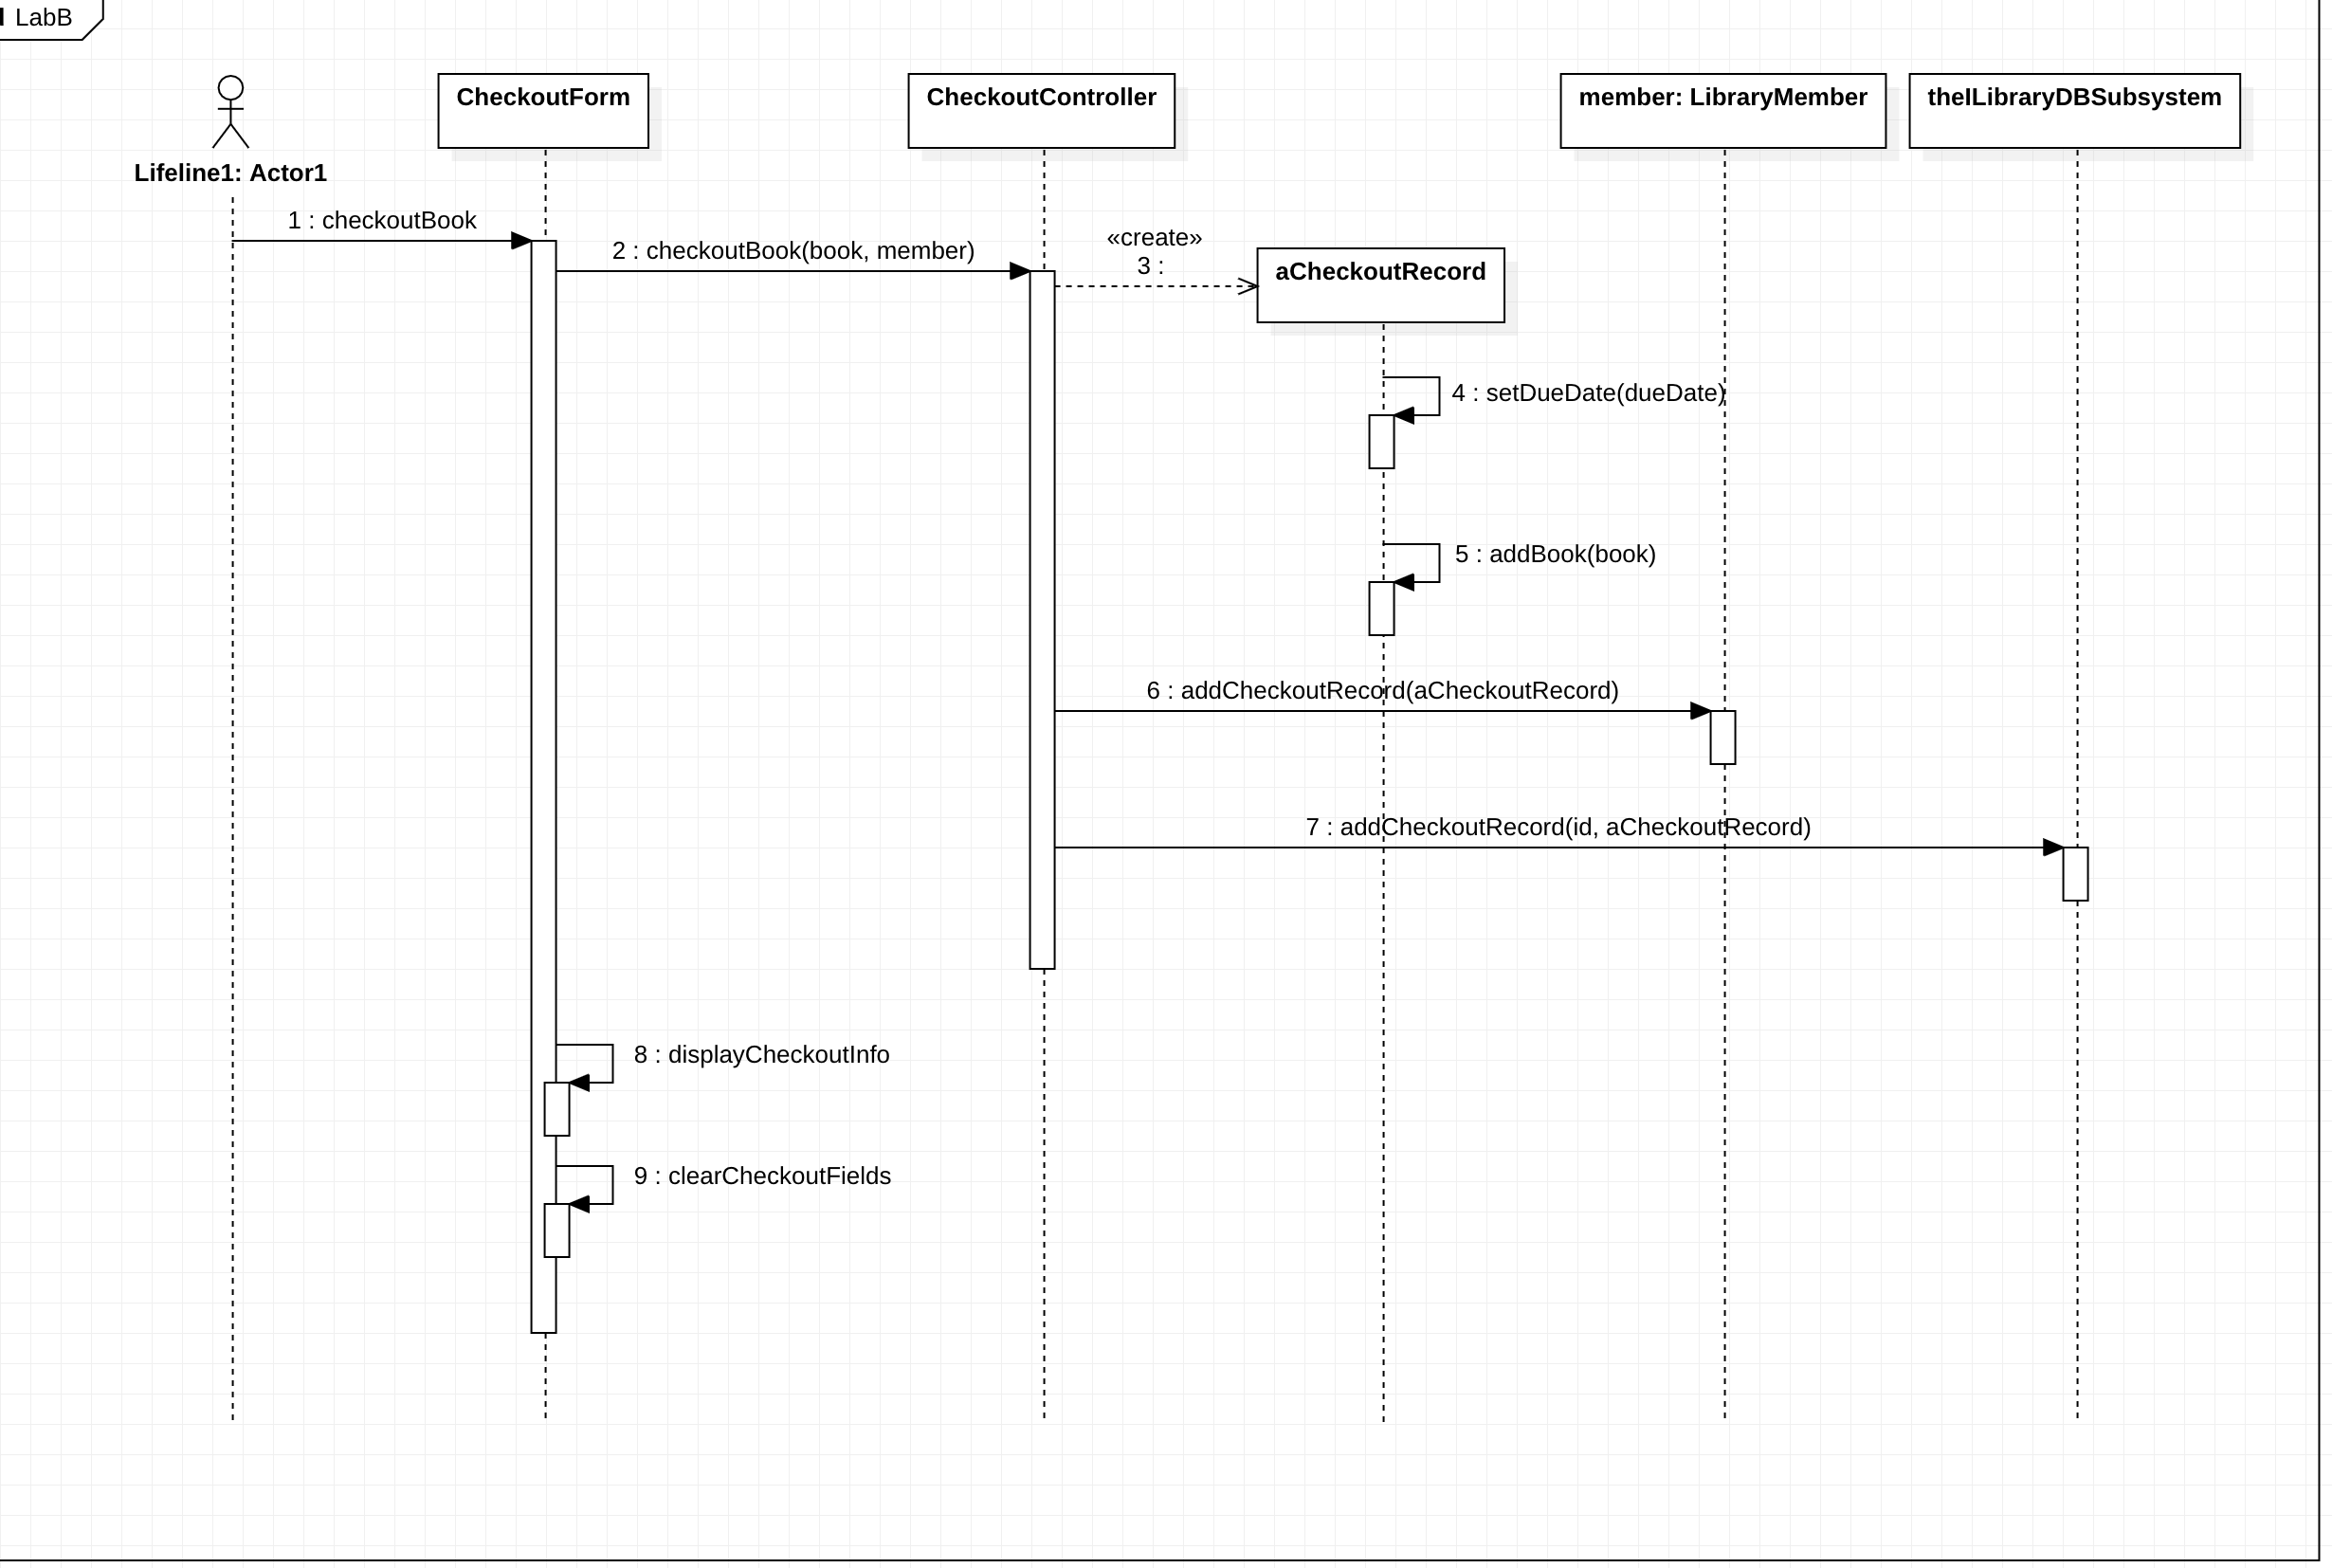 LabB
CheckoutForm
CheckoutController
member: LibraryMember
theILibraryDBSubsystem
Lifeline1: Actor1
1 : checkoutBook
2 : checkoutBook(book, member)
«create»
3 :
aCheckoutRecord
4 : setDueDate(dueDate)
5 : addBook(book)
6 : addCheckoutRecord(aCheckoutRecord)
7 : addCheckoutRecord(id, aCheckoutRecord)
8 : displayCheckoutInfo
9 : clearCheckoutFields